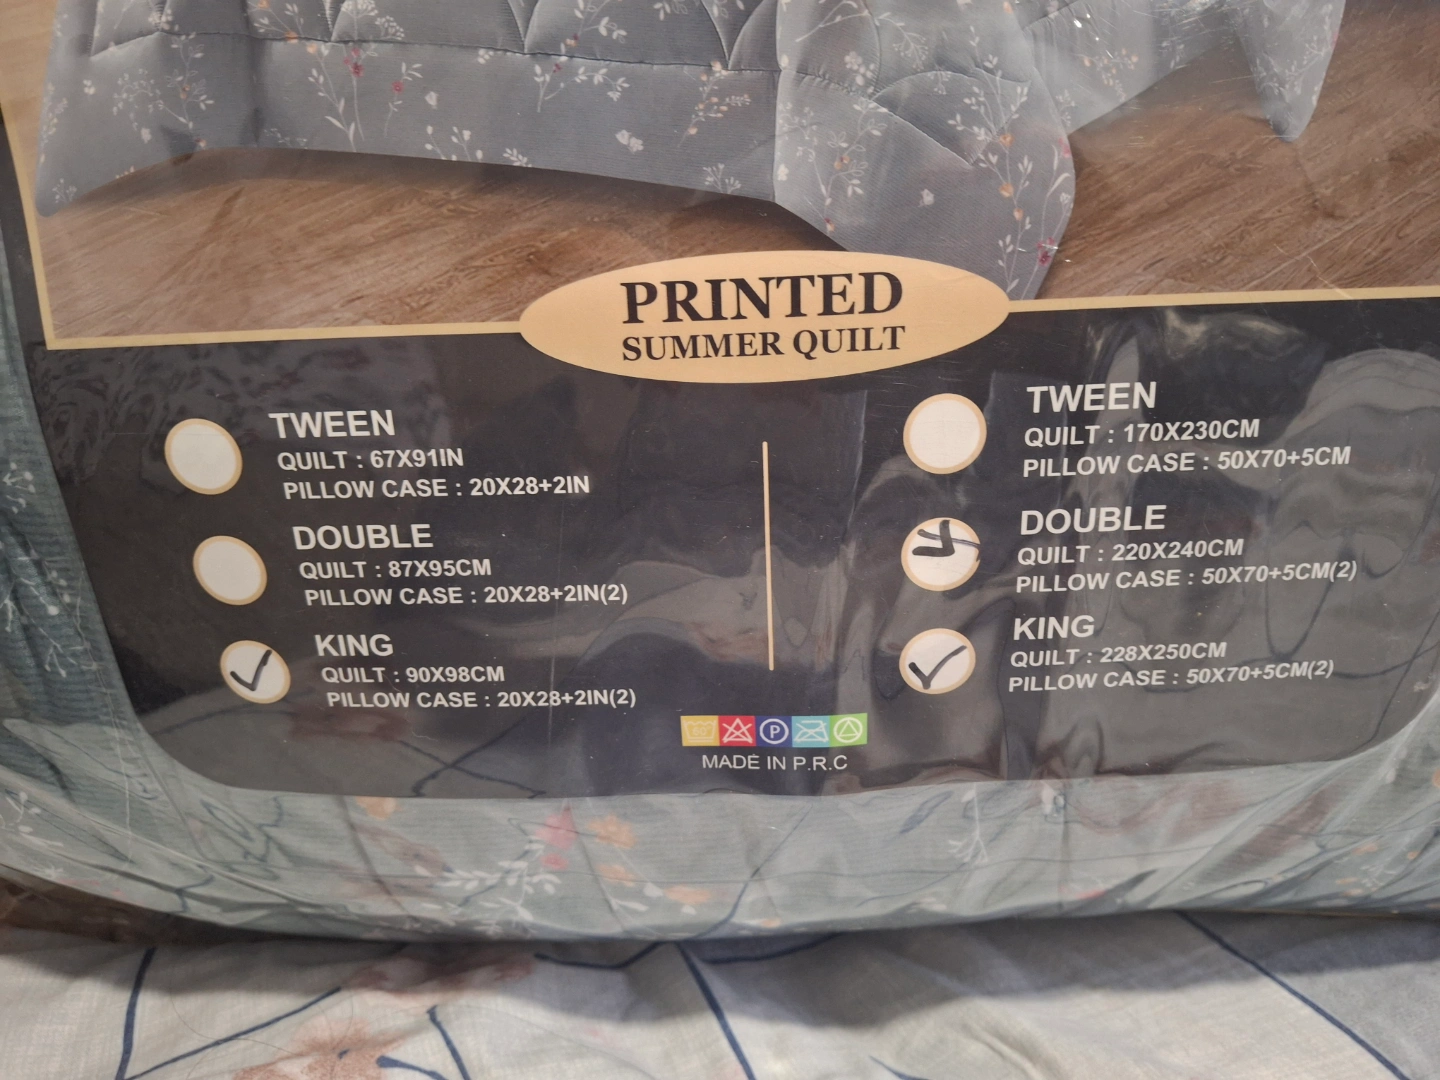 PRINTED
SUMMER QUILT
TWEEN
QUILT : 67X91IN
PILLOW CASE : 20X28+2IN
DOUBLE
QUILT : 87X95CM
PILLOW CASE : 20X28+2IN(2)
KING
QUILT : 90X98CM
PILLOW CASE : 20X28+2IN(2)
TWEEN
QUILT : 170X230CM
PILLOW CASE : 50X70+5CM
DOUBLE
QUILT : 220X240CM
PILLOW CASE : 50X70+5CM(2)
KING
QUILT : 228X250CM
PILLOW CASE : 50X70+5CM(2)
P
MADE IN P.R.C